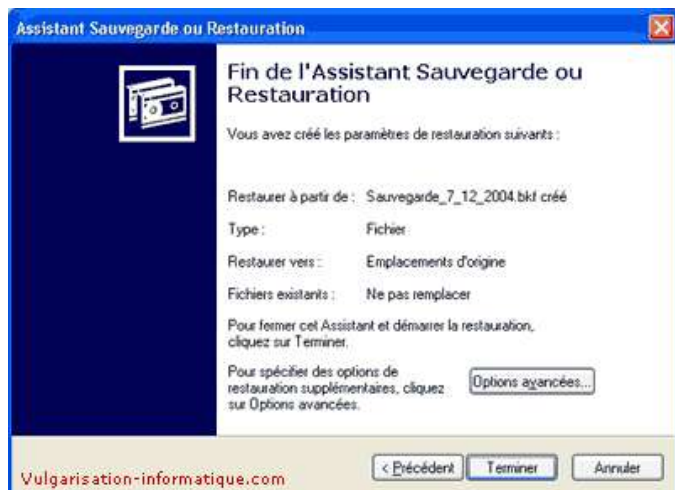 Assistant Sauvegarde ou Restauration
Fin de l'Assistant Sauvegarde ou
Restauration
Vous avez créé les paramètres de restauration suivants :
Restaurer à partir de : Sauvegarde_7_12_2004.bkf créé
Type : Fichier
Restaurer vers : Emplacements d'origine
Fichiers existants : Ne pas remplacer
Pour fermer cet Assistant et démarrer la restauration,
cliquez sur Terminer.
Pour spécifier des options de
restauration supplémentaires, cliquez
sur Options avancées.
Options avancées...
< Précédent Terminer Annuler
Vulgarisation-informatique.com